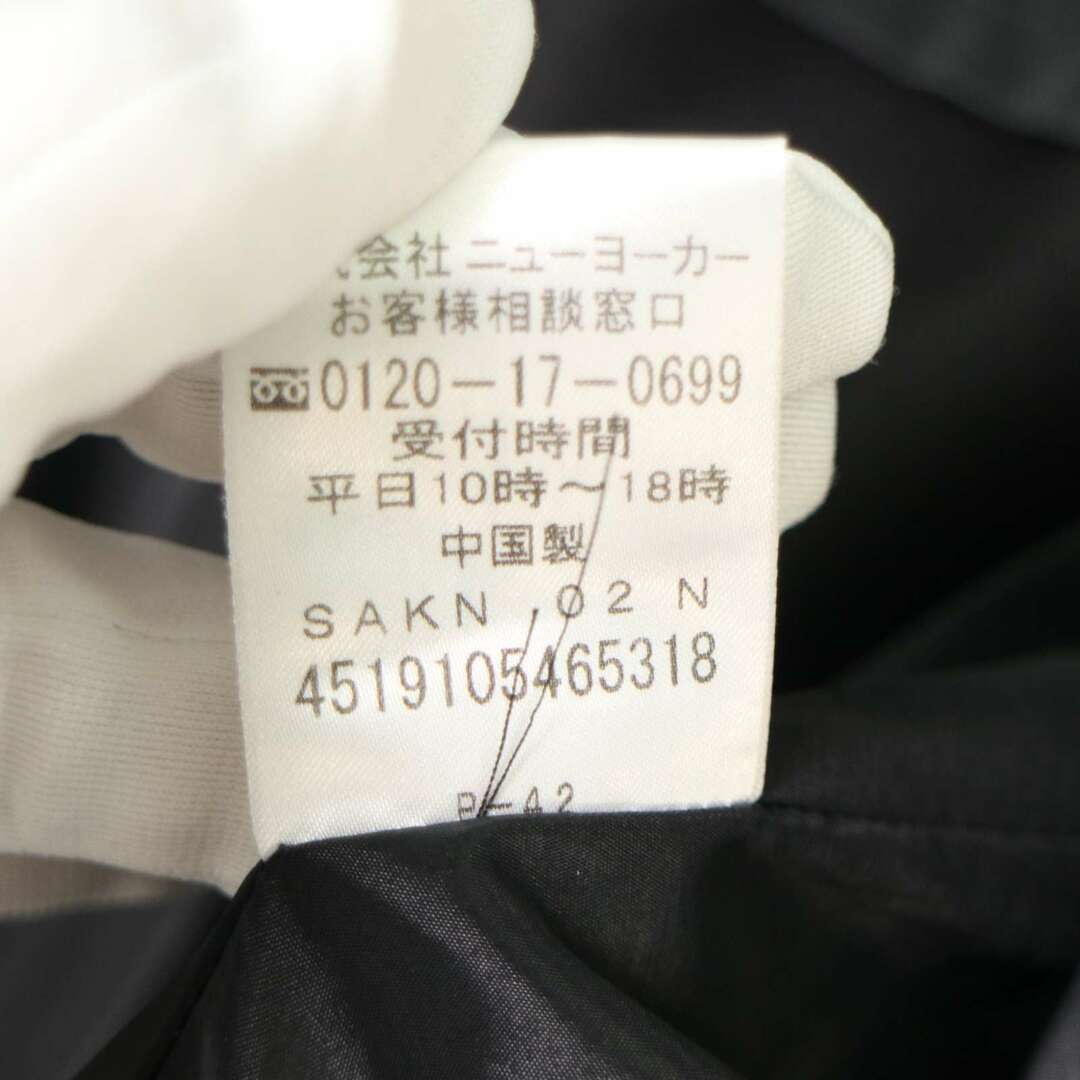 会社 ニューヨーカー
お客様相談窓口
0120-17-0699
受付時間
平日10時～18時
中国製
SAKN 02 N
4519105465318
B-42